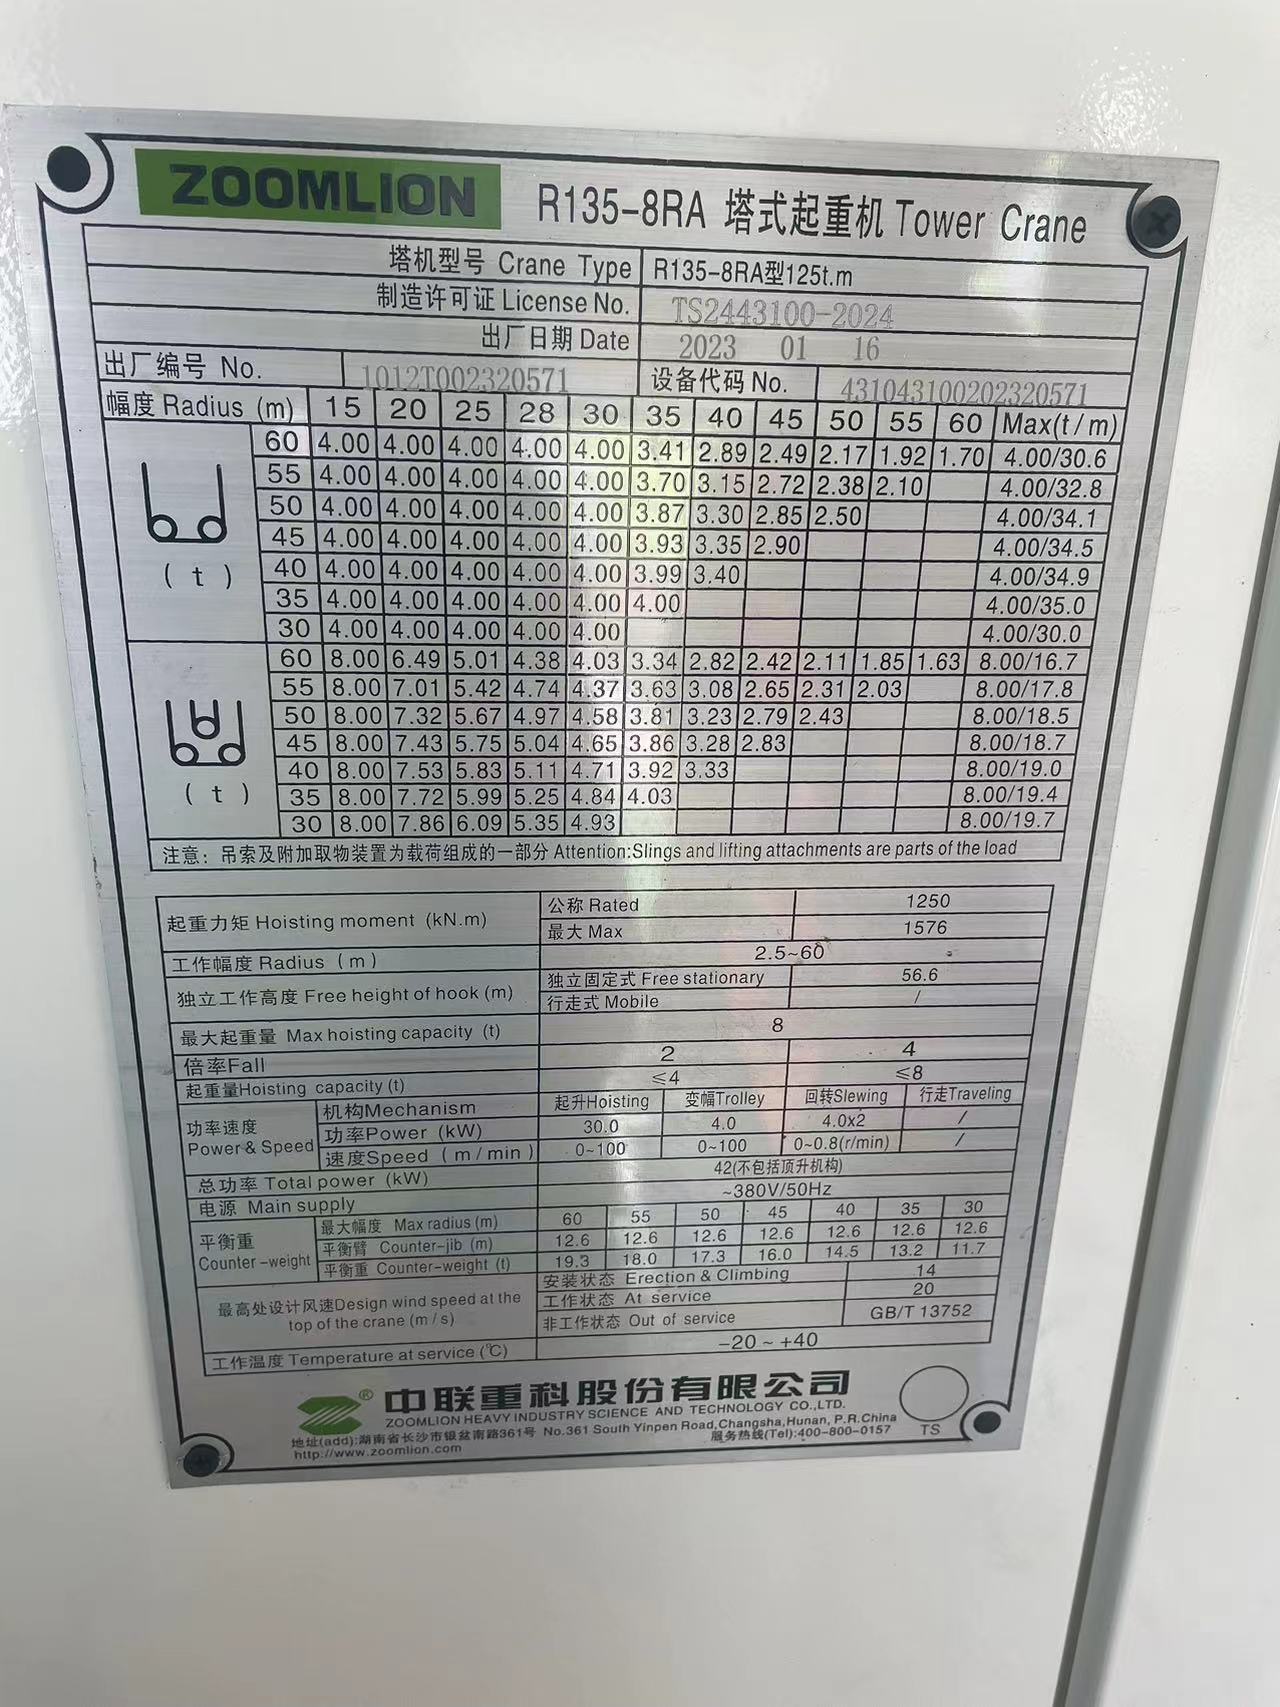 ZOOMLION R135-8RA 塔式起重机 Tower Crane
塔机型号 Crane Type R135-8RA型125t.m
制造许可证 License No. TS2443100-2024
出厂日期 Date 2023 01 16
出厂编号 No. 1012T002320571 设备代码 No. 431043100202320571
幅度 Radius (m) 15 20 25 28 30 35 40 45 50 55 60 Max(t/m)
60 4.00 4.00 4.00 4.00 4.00 3.41 2.89 2.49 2.17 1.92 1.70 4.00/30.6
55 4.00 4.00 4.00 4.00 4.00 3.70 3.15 2.72 2.38 2.10 4.00/32.8
50 4.00 4.00 4.00 4.00 4.00 3.87 3.30 2.85 2.50 4.00/34.1
45 4.00 4.00 4.00 4.00 4.00 3.93 3.35 2.90 4.00/34.5
(t) 40 4.00 4.00 4.00 4.00 4.00 3.99 3.40 4.00/34.9
35 4.00 4.00 4.00 4.00 4.00 4.00 4.00/35.0
30 4.00 4.00 4.00 4.00 4.00 4.00/30.0
60 8.00 6.49 5.01 4.38 4.03 3.34 2.82 2.42 2.11 1.85 1.63 8.00/16.7
55 8.00 7.01 5.42 4.74 4.37 3.63 3.08 2.65 2.31 2.03 8.00/17.8
50 8.00 7.32 5.67 4.97 4.58 3.81 3.23 2.79 2.43 8.00/18.5
45 8.00 7.43 5.75 5.04 4.65 3.86 3.28 2.83 8.00/18.7
40 8.00 7.53 5.83 5.11 4.71 3.92 3.33 8.00/19.0
(t) 35 8.00 7.72 5.99 5.25 4.84 4.03 8.00/19.4
30 8.00 7.86 6.09 5.35 4.93 8.00/19.7
注意：吊索及附加取物装置为载荷组成的一部分 Attention:Slings and lifting attachments are parts of the load
起重力矩 Hoisting moment (kN.m) 公称 Rated 1250
最大 Max 1576
工作幅度 Radius (m) 2.5~60
独立工作高度 Free height of hook (m) 独立固定式 Free stationary 56.6
行走式 Mobile /
最大起重量 Max hoisting capacity (t) 8
倍率Fall 2 4
起重量Hoisting capacity (t) ≤4 ≤8
功率速度 Power & Speed 机构Mechanism 起升Hoisting 变幅Trolley 回转Slewing 行走Traveling
功率Power (kW) 30.0 4.0 4.0x2 /
速度Speed (m/min) 0~100 0~100 0~0.8(r/min) /
总功率 Total power (kW) 42(不包括顶升机构)
电源 Main supply ~380V/50Hz
平衡重 Counter-weight 最大幅度 Max radius (m) 60 55 50 45 40 35 30
平衡臂 Counter-jib (m) 12.6 12.6 12.6 12.6 12.6 12.6 12.6
平衡重 Counter-weight (t) 19.3 18.0 17.3 16.0 14.5 13.2 11.7
最高处设计风速Design wind speed at the top of the crane (m/s) 安装状态 Erection & Climbing 14
工作状态 At service 20
非工作状态 Out of service GB/T 13752
工作温度 Temperature at service (℃) -20 ~ +40
® 中联重科股份有限公司
ZOOMLION HEAVY INDUSTRY SCIENCE AND TECHNOLOGY CO.,LTD.
地址(add):湖南省长沙市银盆南路361号 No.361 South Yinpen Road,Changsha,Hunan, P.R.China
http://www.zoomlion.com 服务热线(Tel):400-800-0157
TS